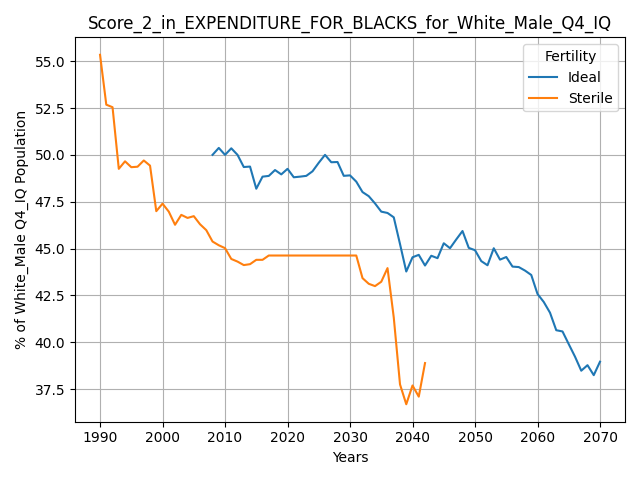 Score_2_in_EXPENDITURE_FOR_BLACKS_for_White_Male_Q4_IQ
Fertility
Ideal
Sterile
% of White_Male Q4_IQ Population
55.0
52.5
50.0
47.5
45.0
42.5
40.0
37.5
1990 2000 2010 2020 2030 2040 2050 2060 2070
Years